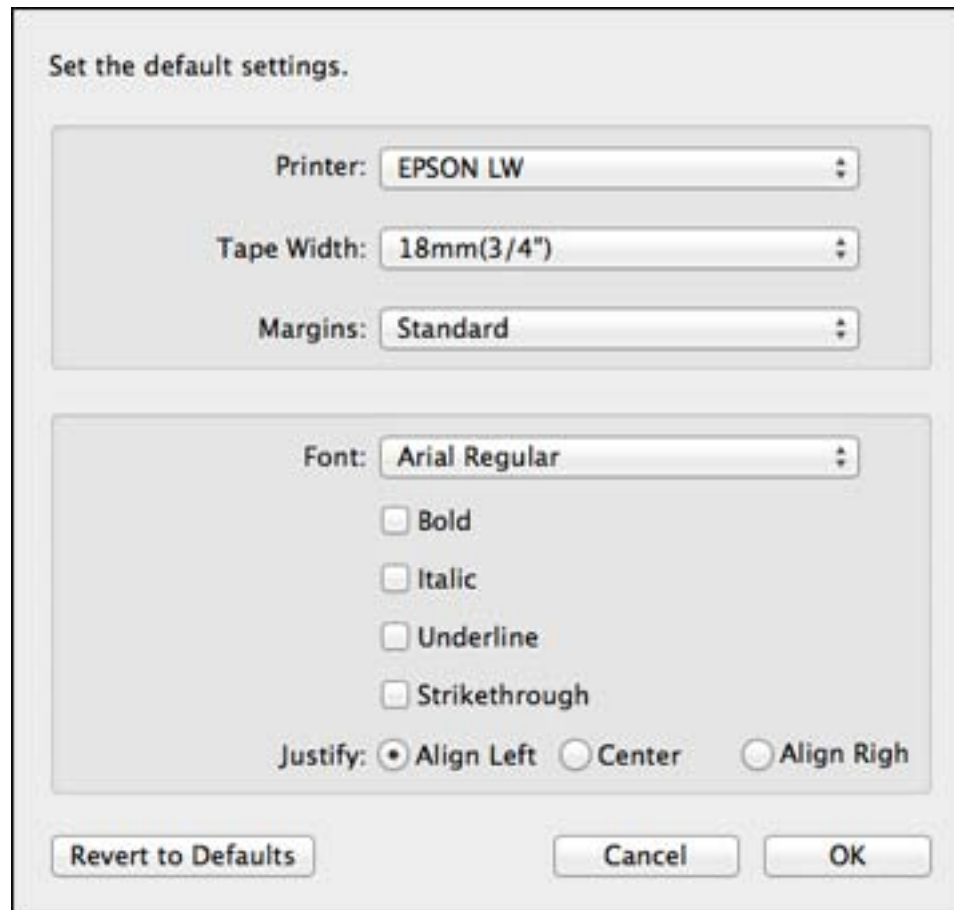 Set the default settings.
Printer: EPSON LW
Tape Width: 18mm(3/4")
Margins: Standard
Font: Arial Regular
Bold
Italic
Underline
Strikethrough
Justify: Align Left Center Align Righ
Revert to Defaults Cancel OK